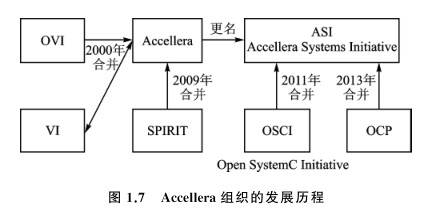 OVI
2000年
合并
Accellera
更名
ASI
Accellera Systems Initiative
VI
2009年
合并
SPIRIT
2011年
合并
OSCI
2013年
合并
OCP
Open SystemC Initiative
图 1.7 Accellera 组织的发展历程